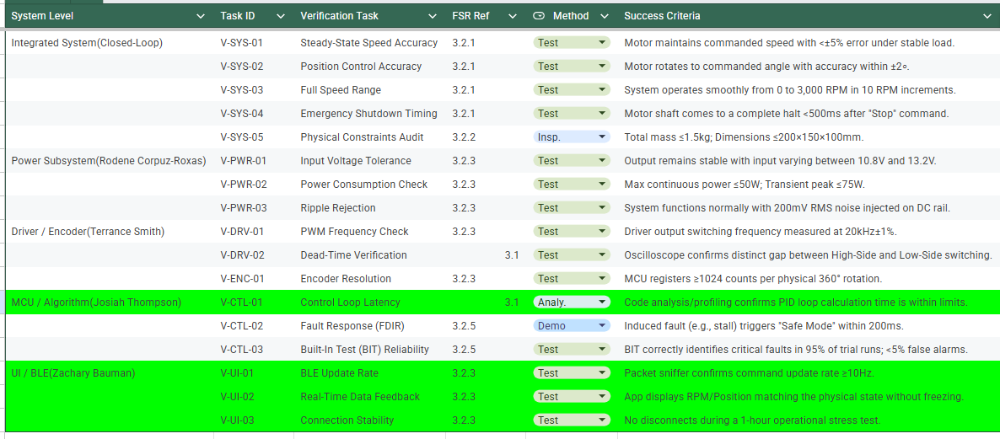 System Level Task ID Verification Task FSR Ref Method Success Criteria
Integrated System(Closed-Loop) V-SYS-01 Steady-State Speed Accuracy 3.2.1 Test Motor maintains commanded speed with <±5% error under stable load.
V-SYS-02 Position Control Accuracy 3.2.1 Test Motor rotates to commanded angle with accuracy within ±2∘.
V-SYS-03 Full Speed Range 3.2.1 Test System operates smoothly from 0 to 3,000 RPM in 10 RPM increments.
V-SYS-04 Emergency Shutdown Timing 3.2.1 Test Motor shaft comes to a complete halt <500ms after "Stop" command.
V-SYS-05 Physical Constraints Audit 3.2.2 Insp. Total mass ≤1.5kg; Dimensions ≤200×150×100mm.
Power Subsystem(Rodene Corpuz-Roxas) V-PWR-01 Input Voltage Tolerance 3.2.3 Test Output remains stable with input varying between 10.8V and 13.2V.
V-PWR-02 Power Consumption Check 3.2.3 Test Max continuous power ≤50W; Transient peak ≤75W.
V-PWR-03 Ripple Rejection 3.2.3 Test System functions normally with 200mV RMS noise injected on DC rail.
Driver / Encoder(Terrance Smith) V-DRV-01 PWM Frequency Check 3.2.3 Test Driver output switching frequency measured at 20kHz±1%.
V-DRV-02 Dead-Time Verification 3.1 Test Oscilloscope confirms distinct gap between High-Side and Low-Side switching.
V-ENC-01 Encoder Resolution 3.2.3 Test MCU registers ≥1024 counts per physical 360° rotation.
MCU / Algorithm(Josiah Thompson) V-CTL-01 Control Loop Latency 3.1 Analy. Code analysis/profiling confirms PID loop calculation time is within limits.
V-CTL-02 Fault Response (FDIR) 3.2.5 Demo Induced fault (e.g., stall) triggers "Safe Mode" within 200ms.
V-CTL-03 Built-In Test (BIT) Reliability 3.2.5 Test BIT correctly identifies critical faults in 95% of trial runs; <5% false alarms.
UI / BLE(Zachary Bauman) V-UI-01 BLE Update Rate 3.2.3 Test Packet sniffer confirms command update rate ≥10Hz.
V-UI-02 Real-Time Data Feedback 3.2.3 Test App displays RPM/Position matching the physical state without freezing.
V-UI-03 Connection Stability 3.2.3 Test No disconnects during a 1-hour operational stress test.